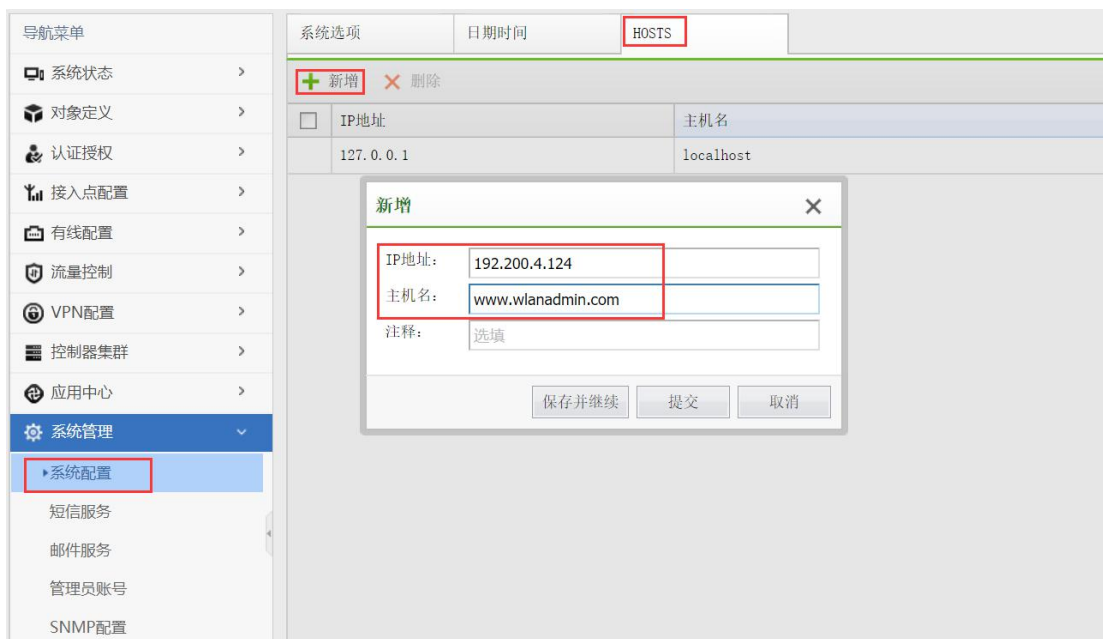 导航菜单
系统状态
对象定义
认证授权
接入点配置
有线配置
流量控制
VPN配置
控制器集群
应用中心
系统管理
系统配置
短信服务
邮件服务
管理员账号
SNMP配置
系统选项 日期时间 HOSTS
新增 删除
IP地址 主机名
127.0.0.1 localhost
新增
IP地址: 192.200.4.124
主机名: www.wlanadmin.com
注释: 选填
保存并继续 提交 取消